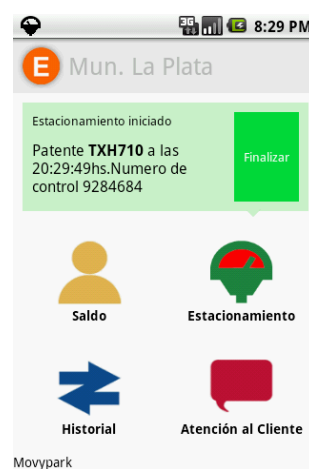 3G 8:29 PM
E Mun. La Plata
Estacionamiento iniciado
Patente TXH710 a las
20:29:49hs.Numero de
control 9284684
Finalizar
Saldo
Estacionamiento
Historial
Atención al Cliente
Movypark